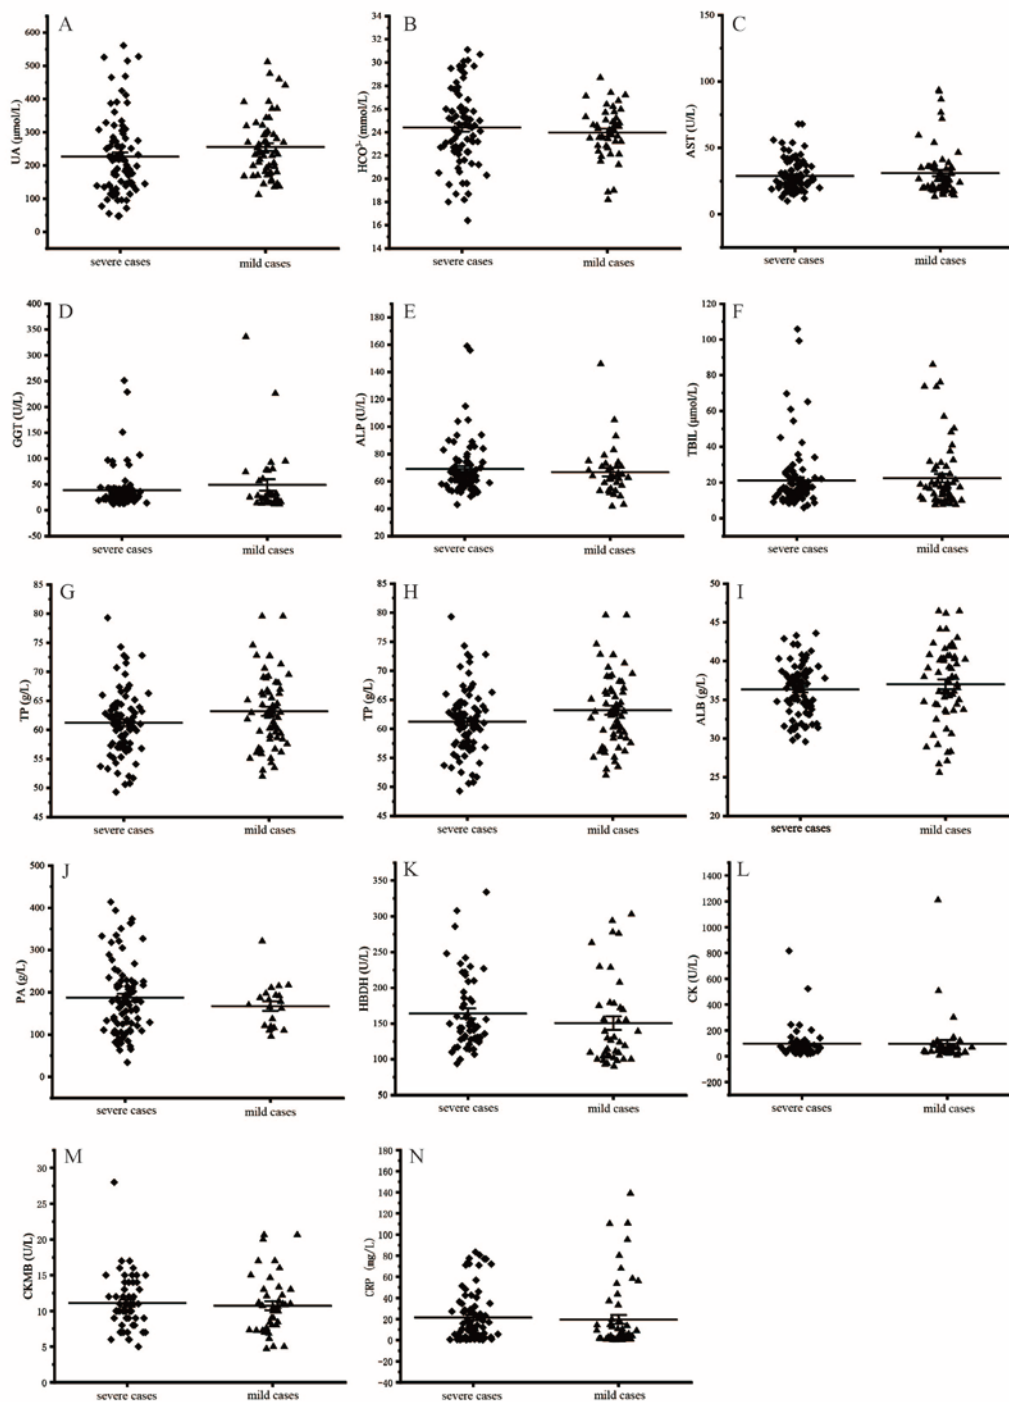 A
UA (μmol/L)
600
500
400
300
200
100
0
severe cases
mild cases
B
HCO³⁻ (mmol/L)
34
32
30
28
26
24
22
20
18
16
14
severe cases
mild cases
C
AST (U/L)
150
100
50
0
severe cases
mild cases
D
GGT (U/L)
400
350
300
250
200
150
100
50
0
-50
severe cases
mild cases
E
ALP (U/L)
180
160
140
120
100
80
60
40
20
severe cases
mild cases
F
TBIL (μmol/L)
120
100
80
60
40
20
0
severe cases
mild cases
G
TP (g/L)
85
80
75
70
65
60
55
50
45
severe cases
mild cases
H
TP (g/L)
85
80
75
70
65
60
55
50
45
severe cases
mild cases
I
ALB (g/L)
50
45
40
35
30
25
20
severe cases
mild cases
J
PA (g/L)
500
400
300
200
100
0
severe cases
mild cases
K
HBDH (U/L)
350
300
250
200
150
100
50
severe cases
mild cases
L
CK (U/L)
1400
1200
1000
800
600
400
200
0
-200
severe cases
mild cases
M
CKMB (U/L)
30
25
20
15
10
5
0
severe cases
mild cases
N
CRP (mg/L)
180
160
140
120
100
80
60
40
20
0
-20
-40
severe cases
mild cases